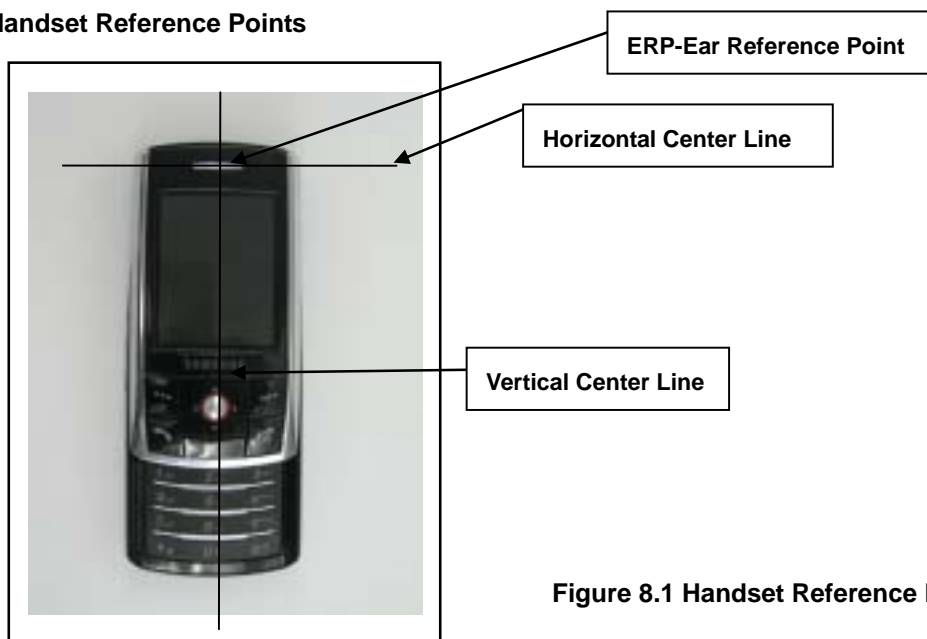 Handset Reference Points
ERP-Ear Reference Point
Horizontal Center Line
Vertical Center Line
Figure 8.1 Handset Reference